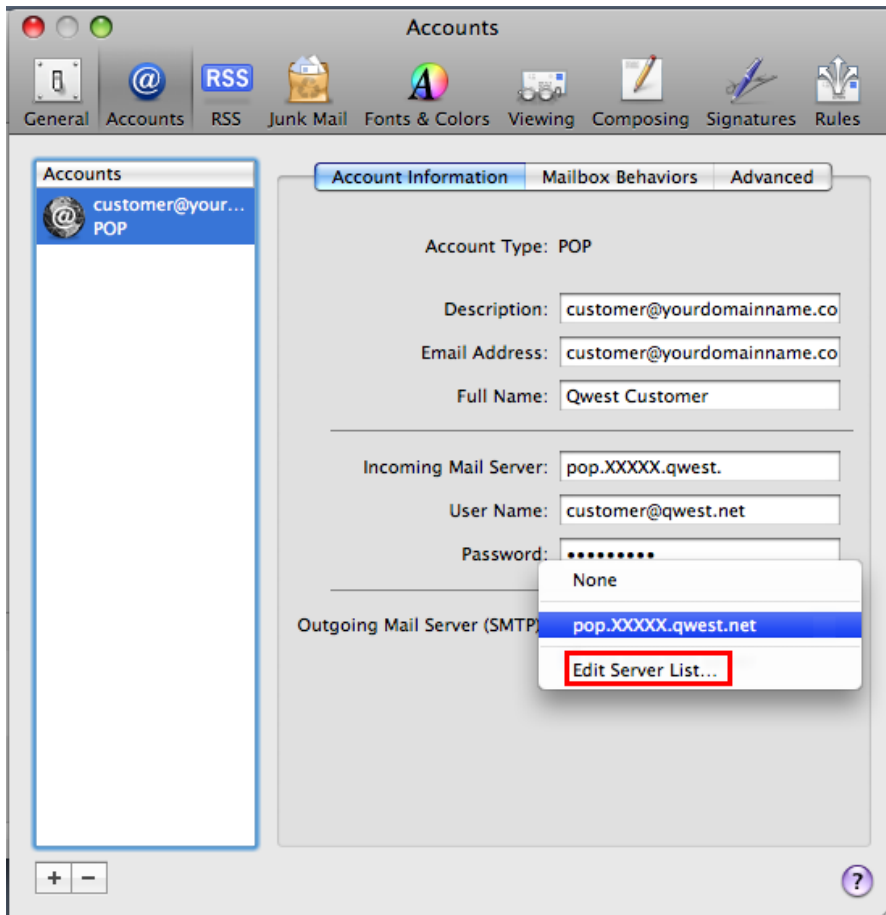 Accounts
RSS
General Accounts RSS Junk Mail Fonts & Colors Viewing Composing Signatures Rules
Accounts
customer@your...
POP
Account Information Mailbox Behaviors Advanced
Account Type: POP
Description: customer@yourdomainname.co
Email Address: customer@yourdomainname.co
Full Name: Qwest Customer
Incoming Mail Server: pop.XXXXX.qwest.
User Name: customer@qwest.net
Password: •••••••••
None
Outgoing Mail Server (SMTP) pop.XXXXX.qwest.net
Edit Server List...